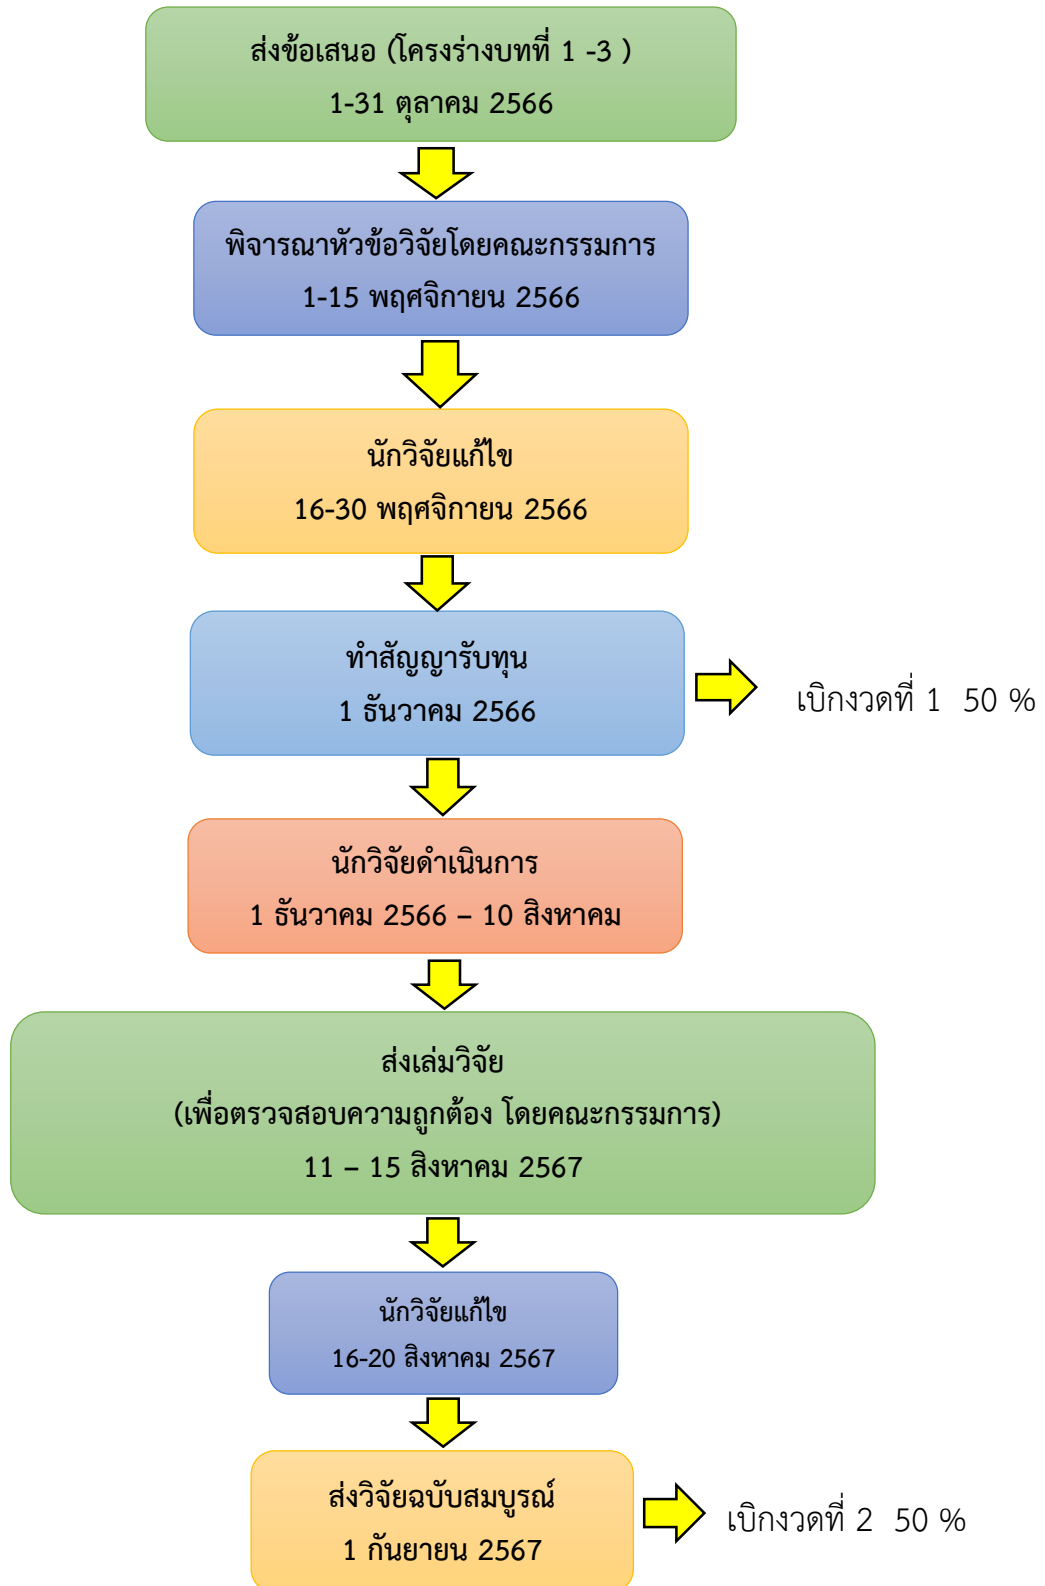 ส่งข้อเสนอ (โครงร่างบทที่ 1 -3 )
1-31 ตุลาคม 2566
พิจารณาหัวข้อวิจัยโดยคณะกรรมการ
1-15 พฤศจิกายน 2566
นักวิจัยแก้ไข
16-30 พฤศจิกายน 2566
ทำสัญญารับทุน
1 ธันวาคม 2566
เบิกงวดที่ 1  50 %
นักวิจัยดำเนินการ
1 ธันวาคม 2566 – 10 สิงหาคม
ส่งเล่มวิจัย
(เพื่อตรวจสอบความถูกต้อง โดยคณะกรรมการ)
11 – 15 สิงหาคม 2567
นักวิจัยแก้ไข
16-20 สิงหาคม 2567
ส่งวิจัยฉบับสมบูรณ์
1 กันยายน 2567
เบิกงวดที่ 2  50 %